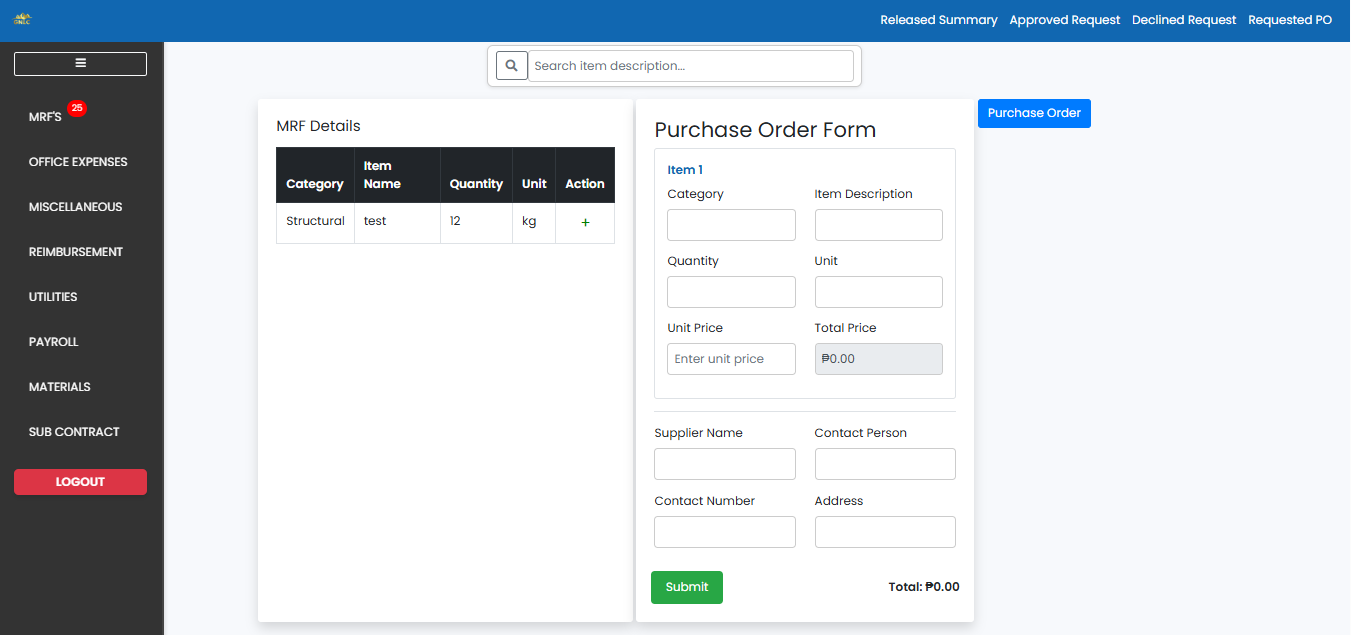 Released Summary Approved Request Declined Request Requested PO
MRF'S 25
OFFICE EXPENSES
MISCELLANEOUS
REIMBURSEMENT
UTILITIES
PAYROLL
MATERIALS
SUB CONTRACT
LOGOUT
Search item description...
MRF Details
Category Item Name Quantity Unit Action
Structural test 12 kg +
Purchase Order Form
Item 1
Category Item Description
Quantity Unit
Unit Price Total Price
Enter unit price ₱0.00
Supplier Name Contact Person
Contact Number Address
Submit Total: ₱0.00
Purchase Order